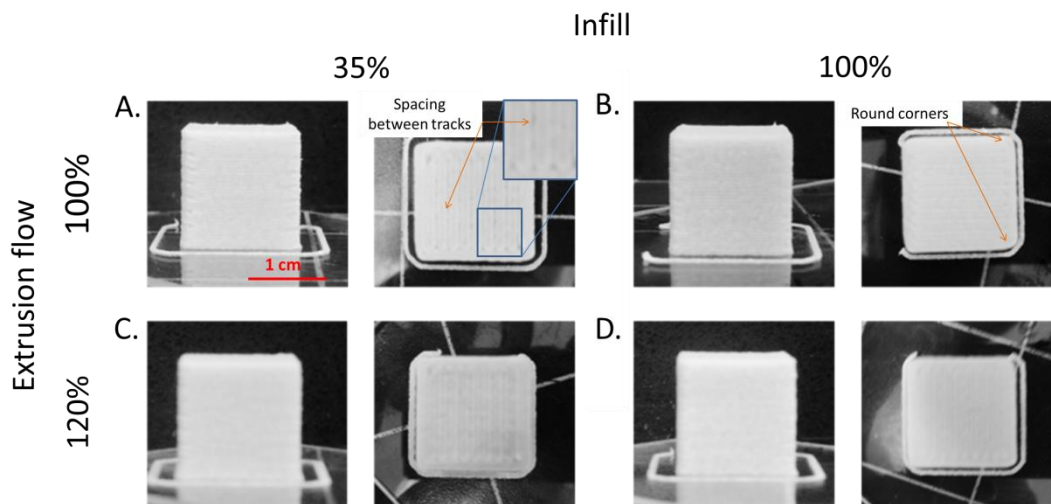 Infill
35%
100%
A.
Spacing
between tracks
B.
Round corners
Extrusion flow
100%
1 cm
C.
D.
120%